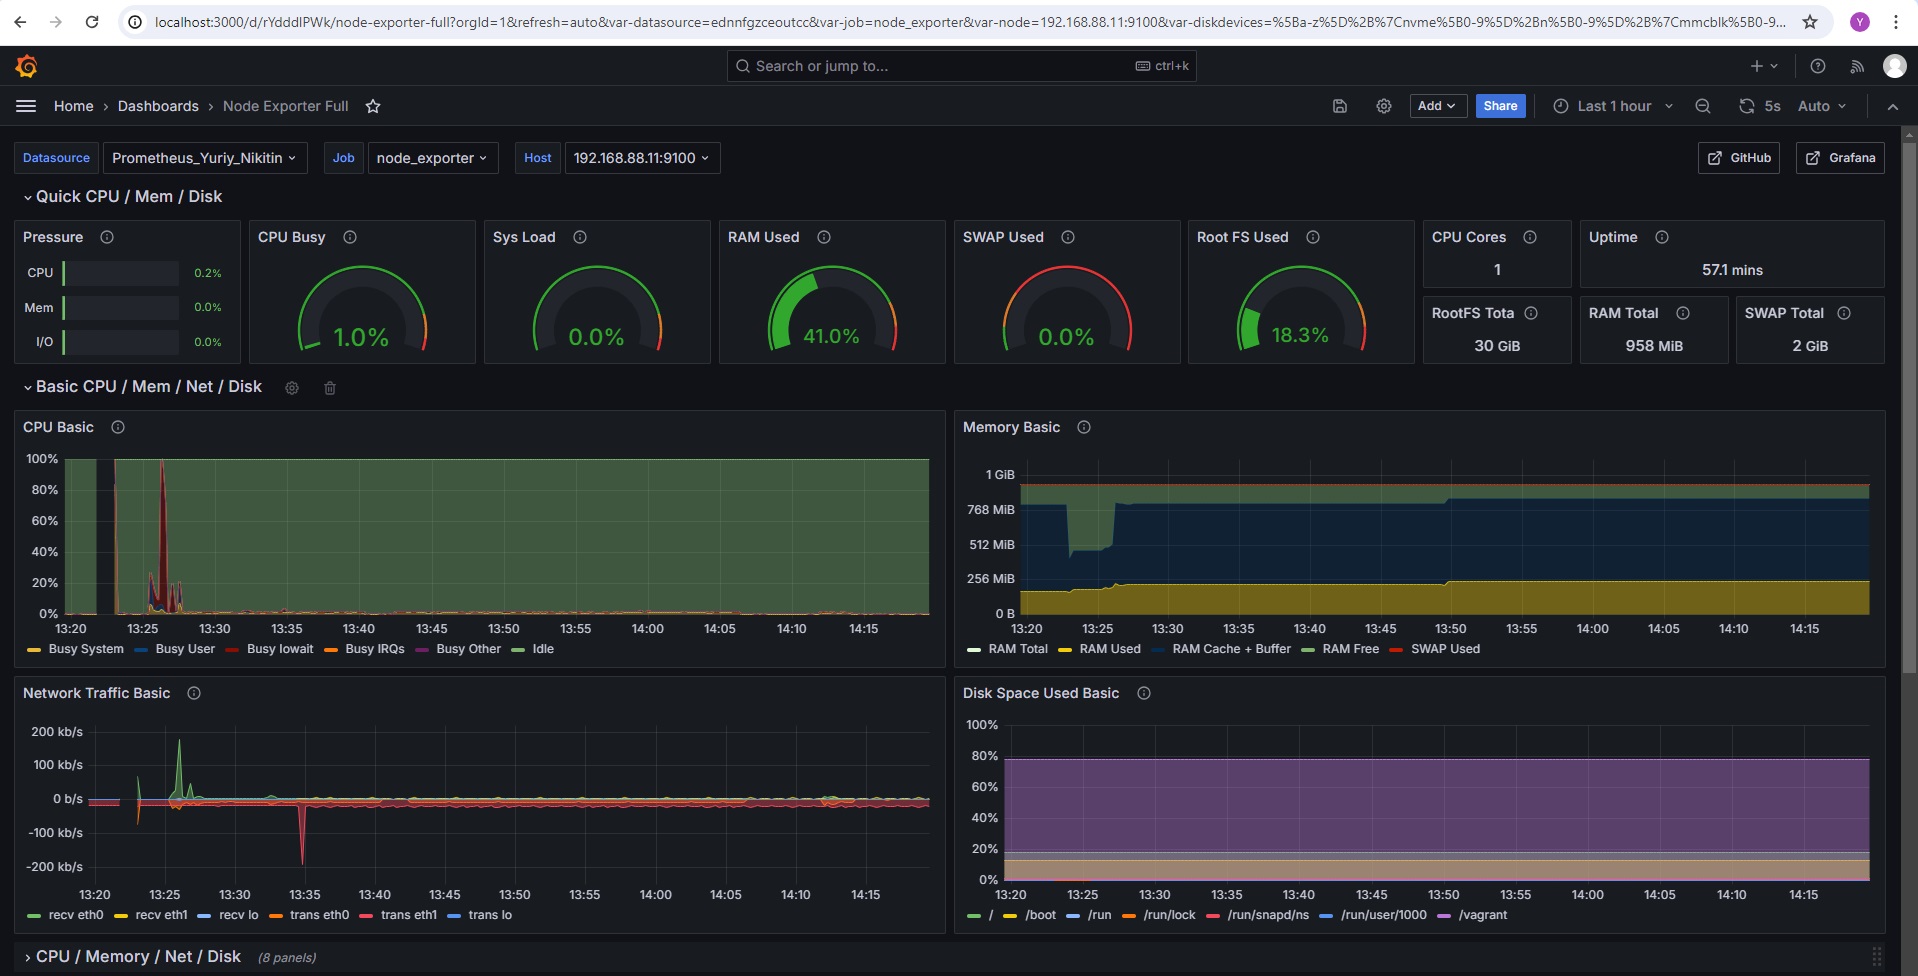 localhost:3000/d/rYdddlPWk/node-exporter-full?orgId=1&refresh=auto&var-datasource=ednnfgzceoutcc&var-job=node_exporter&var-node=192.168.88.11:9100&var-diskdevices=%5Ba-z%5D%2B%7Cnvme%5B0-9%5D%2Bn%5B0-9%5D%2B%7Cmmcblk%5B0-9... Y
Search or jump to... ctrl+k
Home › Dashboards › Node Exporter Full Add Share Last 1 hour 5s Auto
Datasource Prometheus_Yuriy_Nikitin Job node_exporter Host 192.168.88.11:9100 GitHub Grafana
Quick CPU / Mem / Disk
Pressure
CPU 0.2%
Mem 0.0%
I/O 0.0%
CPU Busy
1.0%
Sys Load
0.0%
RAM Used
41.0%
SWAP Used
0.0%
Root FS Used
18.3%
CPU Cores
1
Uptime
57.1 mins
RootFS Tota
30 GiB
RAM Total
958 MiB
SWAP Total
2 GiB
Basic CPU / Mem / Net / Disk
CPU Basic
100%
80%
60%
40%
20%
0%
13:20 13:25 13:30 13:35 13:40 13:45 13:50 13:55 14:00 14:05 14:10 14:15
Busy System Busy User Busy Iowait Busy IRQs Busy Other Idle
Memory Basic
1 GiB
768 MiB
512 MiB
256 MiB
0 B
13:20 13:25 13:30 13:35 13:40 13:45 13:50 13:55 14:00 14:05 14:10 14:15
RAM Total RAM Used RAM Cache + Buffer RAM Free SWAP Used
Network Traffic Basic
200 kb/s
100 kb/s
0 b/s
-100 kb/s
-200 kb/s
13:20 13:25 13:30 13:35 13:40 13:45 13:50 13:55 14:00 14:05 14:10 14:15
recv eth0 recv eth1 recv lo trans eth0 trans eth1 trans lo
Disk Space Used Basic
100%
80%
60%
40%
20%
0%
13:20 13:25 13:30 13:35 13:40 13:45 13:50 13:55 14:00 14:05 14:10 14:15
/ /boot /run /run/lock /run/snapd/ns /run/user/1000 /vagrant
CPU / Memory / Net / Disk (8 panels)